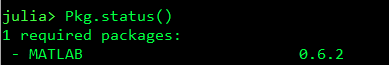 julia> Pkg.status()
1 required packages:
 - MATLAB                        0.6.2